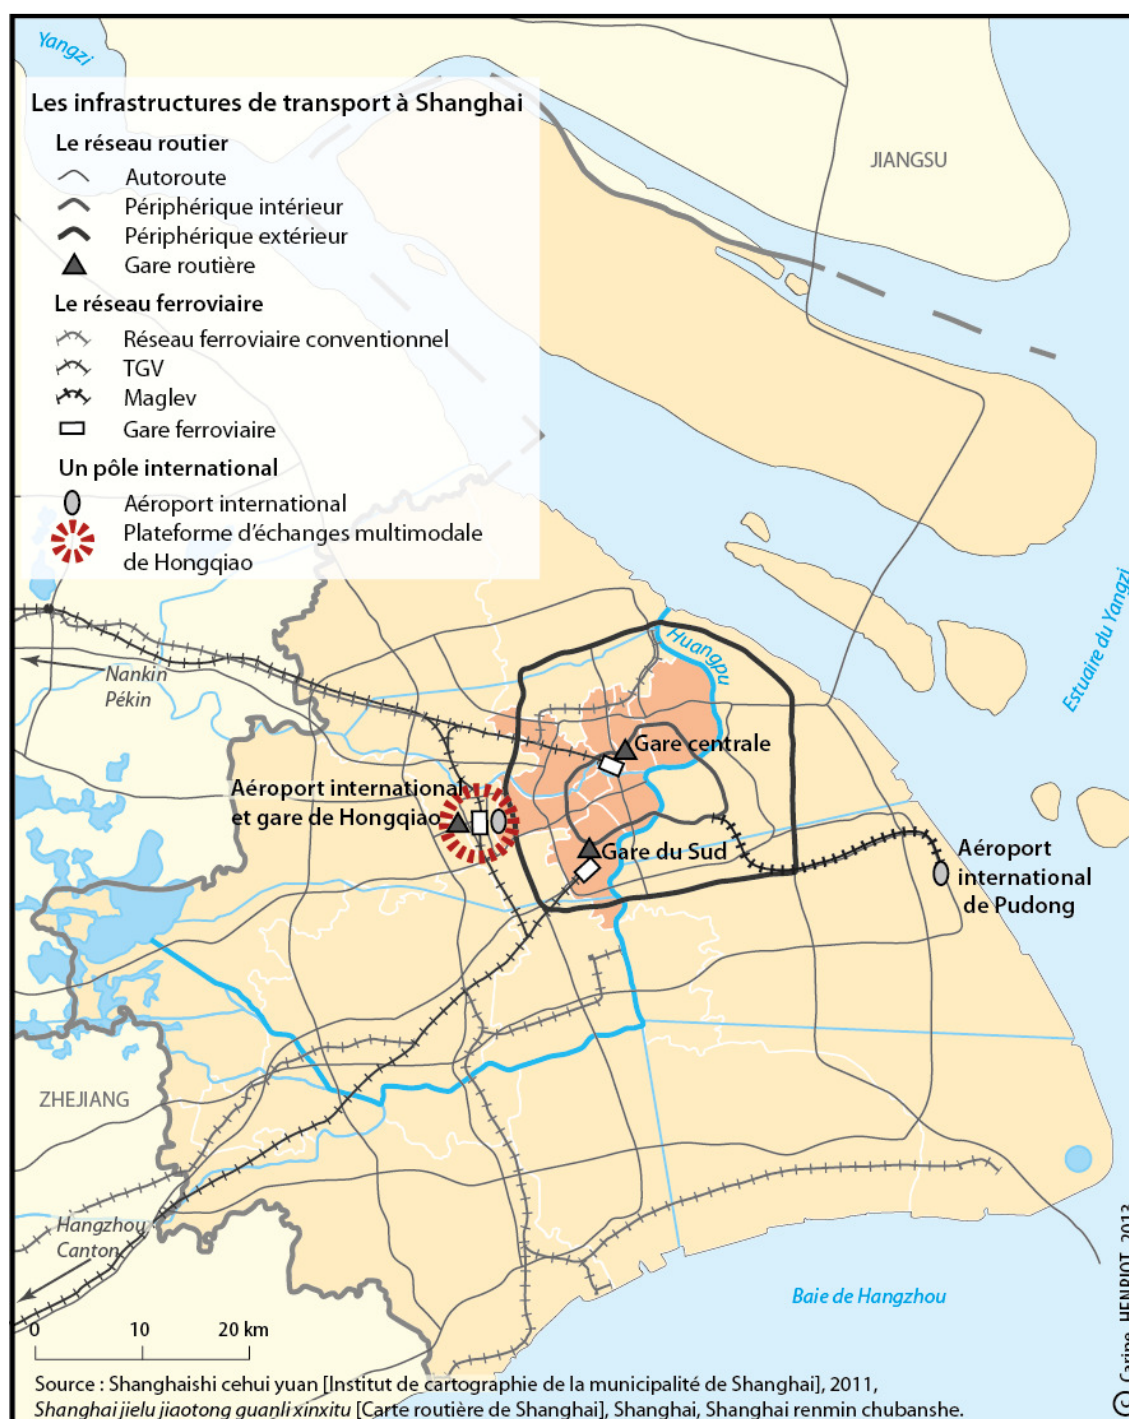 Yangzi
Les infrastructures de transport à Shanghai
Le réseau routier
Autoroute
Périphérique intérieur
Périphérique extérieur
Gare routière
Le réseau ferroviaire
Réseau ferroviaire conventionnel
TGV
Maglev
Gare ferroviaire
Un pôle international
Aéroport international
Plateforme d'échanges multimodale
de Hongqiao
JIANGSU
Estuaire du Yangzi
Huangpu
Nankin
Pékin
Gare centrale
Aéroport international
et gare de Hongqiao
Gare du Sud
Aéroport
international
de Pudong
ZHEJIANG
Hangzhou
Canton
Baie de Hangzhou
0 10 20 km
Source : Shanghaishi cehui yuan [Institut de cartographie de la municipalité de Shanghai], 2011,
Shanghai jielu jiaotong guanli xinxitu [Carte routière de Shanghai], Shanghai, Shanghai renmin chubanshe.
© Carine HENRIOT, 2013